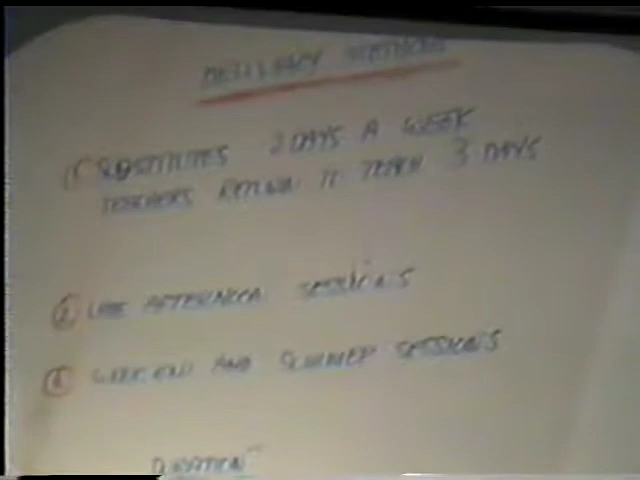 DELIVERY METHODS
① SUBSTITUTES 2 DAYS A WEEK
TEACHERS RETURN TO TEACH 3 DAYS
② LATE AFTERNOON SESSIONS
③ WEEKEND AND SUMMER SESSIONS
DURATION